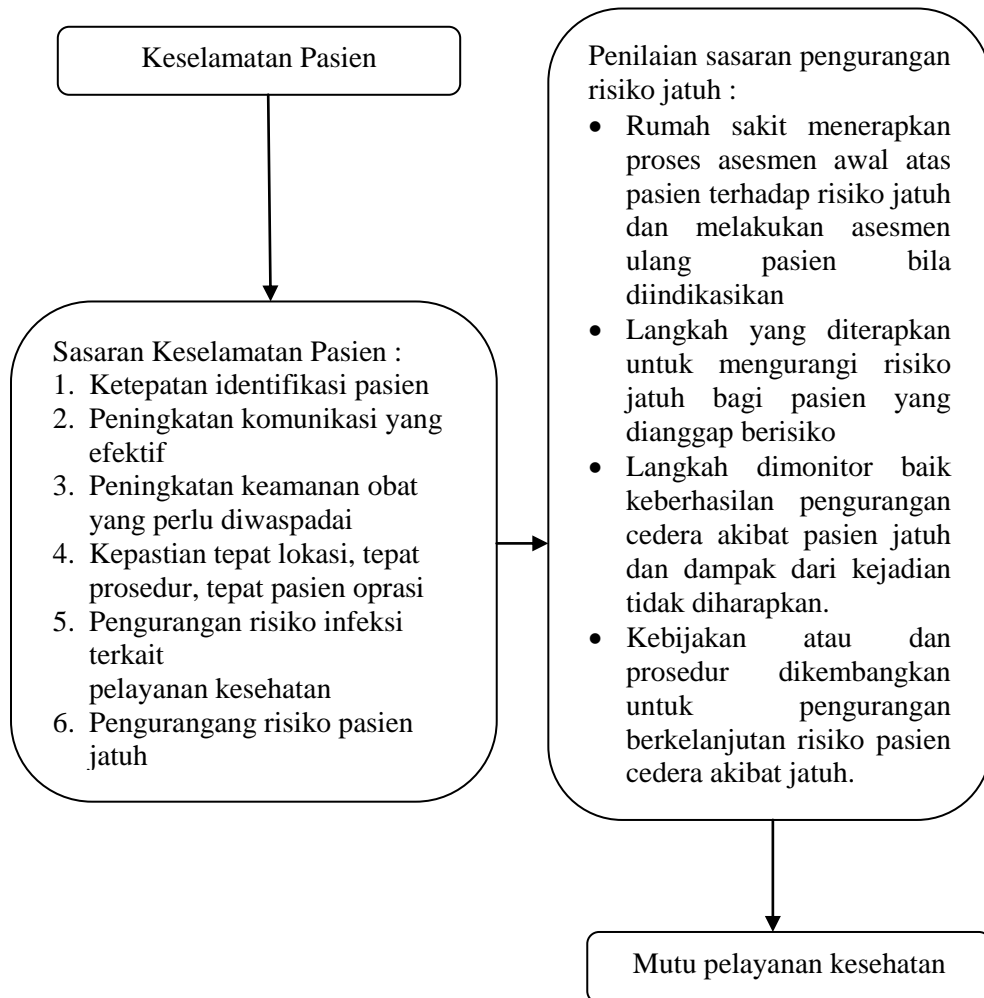 Keselamatan Pasien
Sasaran Keselamatan Pasien :
1. Ketepatan identifikasi pasien
2. Peningkatan komunikasi yang
efektif
3. Peningkatan keamanan obat
yang perlu diwaspadai
4. Kepastian tepat lokasi, tepat
prosedur, tepat pasien oprasi
5. Pengurangan risiko infeksi
terkait
pelayanan kesehatan
6. Pengurangang risiko pasien
jatuh
Penilaian sasaran pengurangan
risiko jatuh :
• Rumah sakit menerapkan
proses asesmen awal atas
pasien terhadap risiko jatuh
dan melakukan asesmen
ulang pasien bila
diindikasikan
• Langkah yang diterapkan
untuk mengurangi risiko
jatuh bagi pasien yang
dianggap berisiko
• Langkah dimonitor baik
keberhasilan pengurangan
cedera akibat pasien jatuh
dan dampak dari kejadian
tidak diharapkan.
• Kebijakan atau dan
prosedur dikembangkan
untuk pengurangan
berkelanjutan risiko pasien
cedera akibat jatuh.
Mutu pelayanan kesehatan